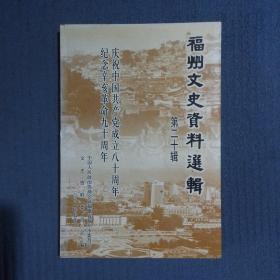 福州文史資料選輯
第二十辑
庆祝中国共产党成立八十周年
纪念辛亥革命九十周年